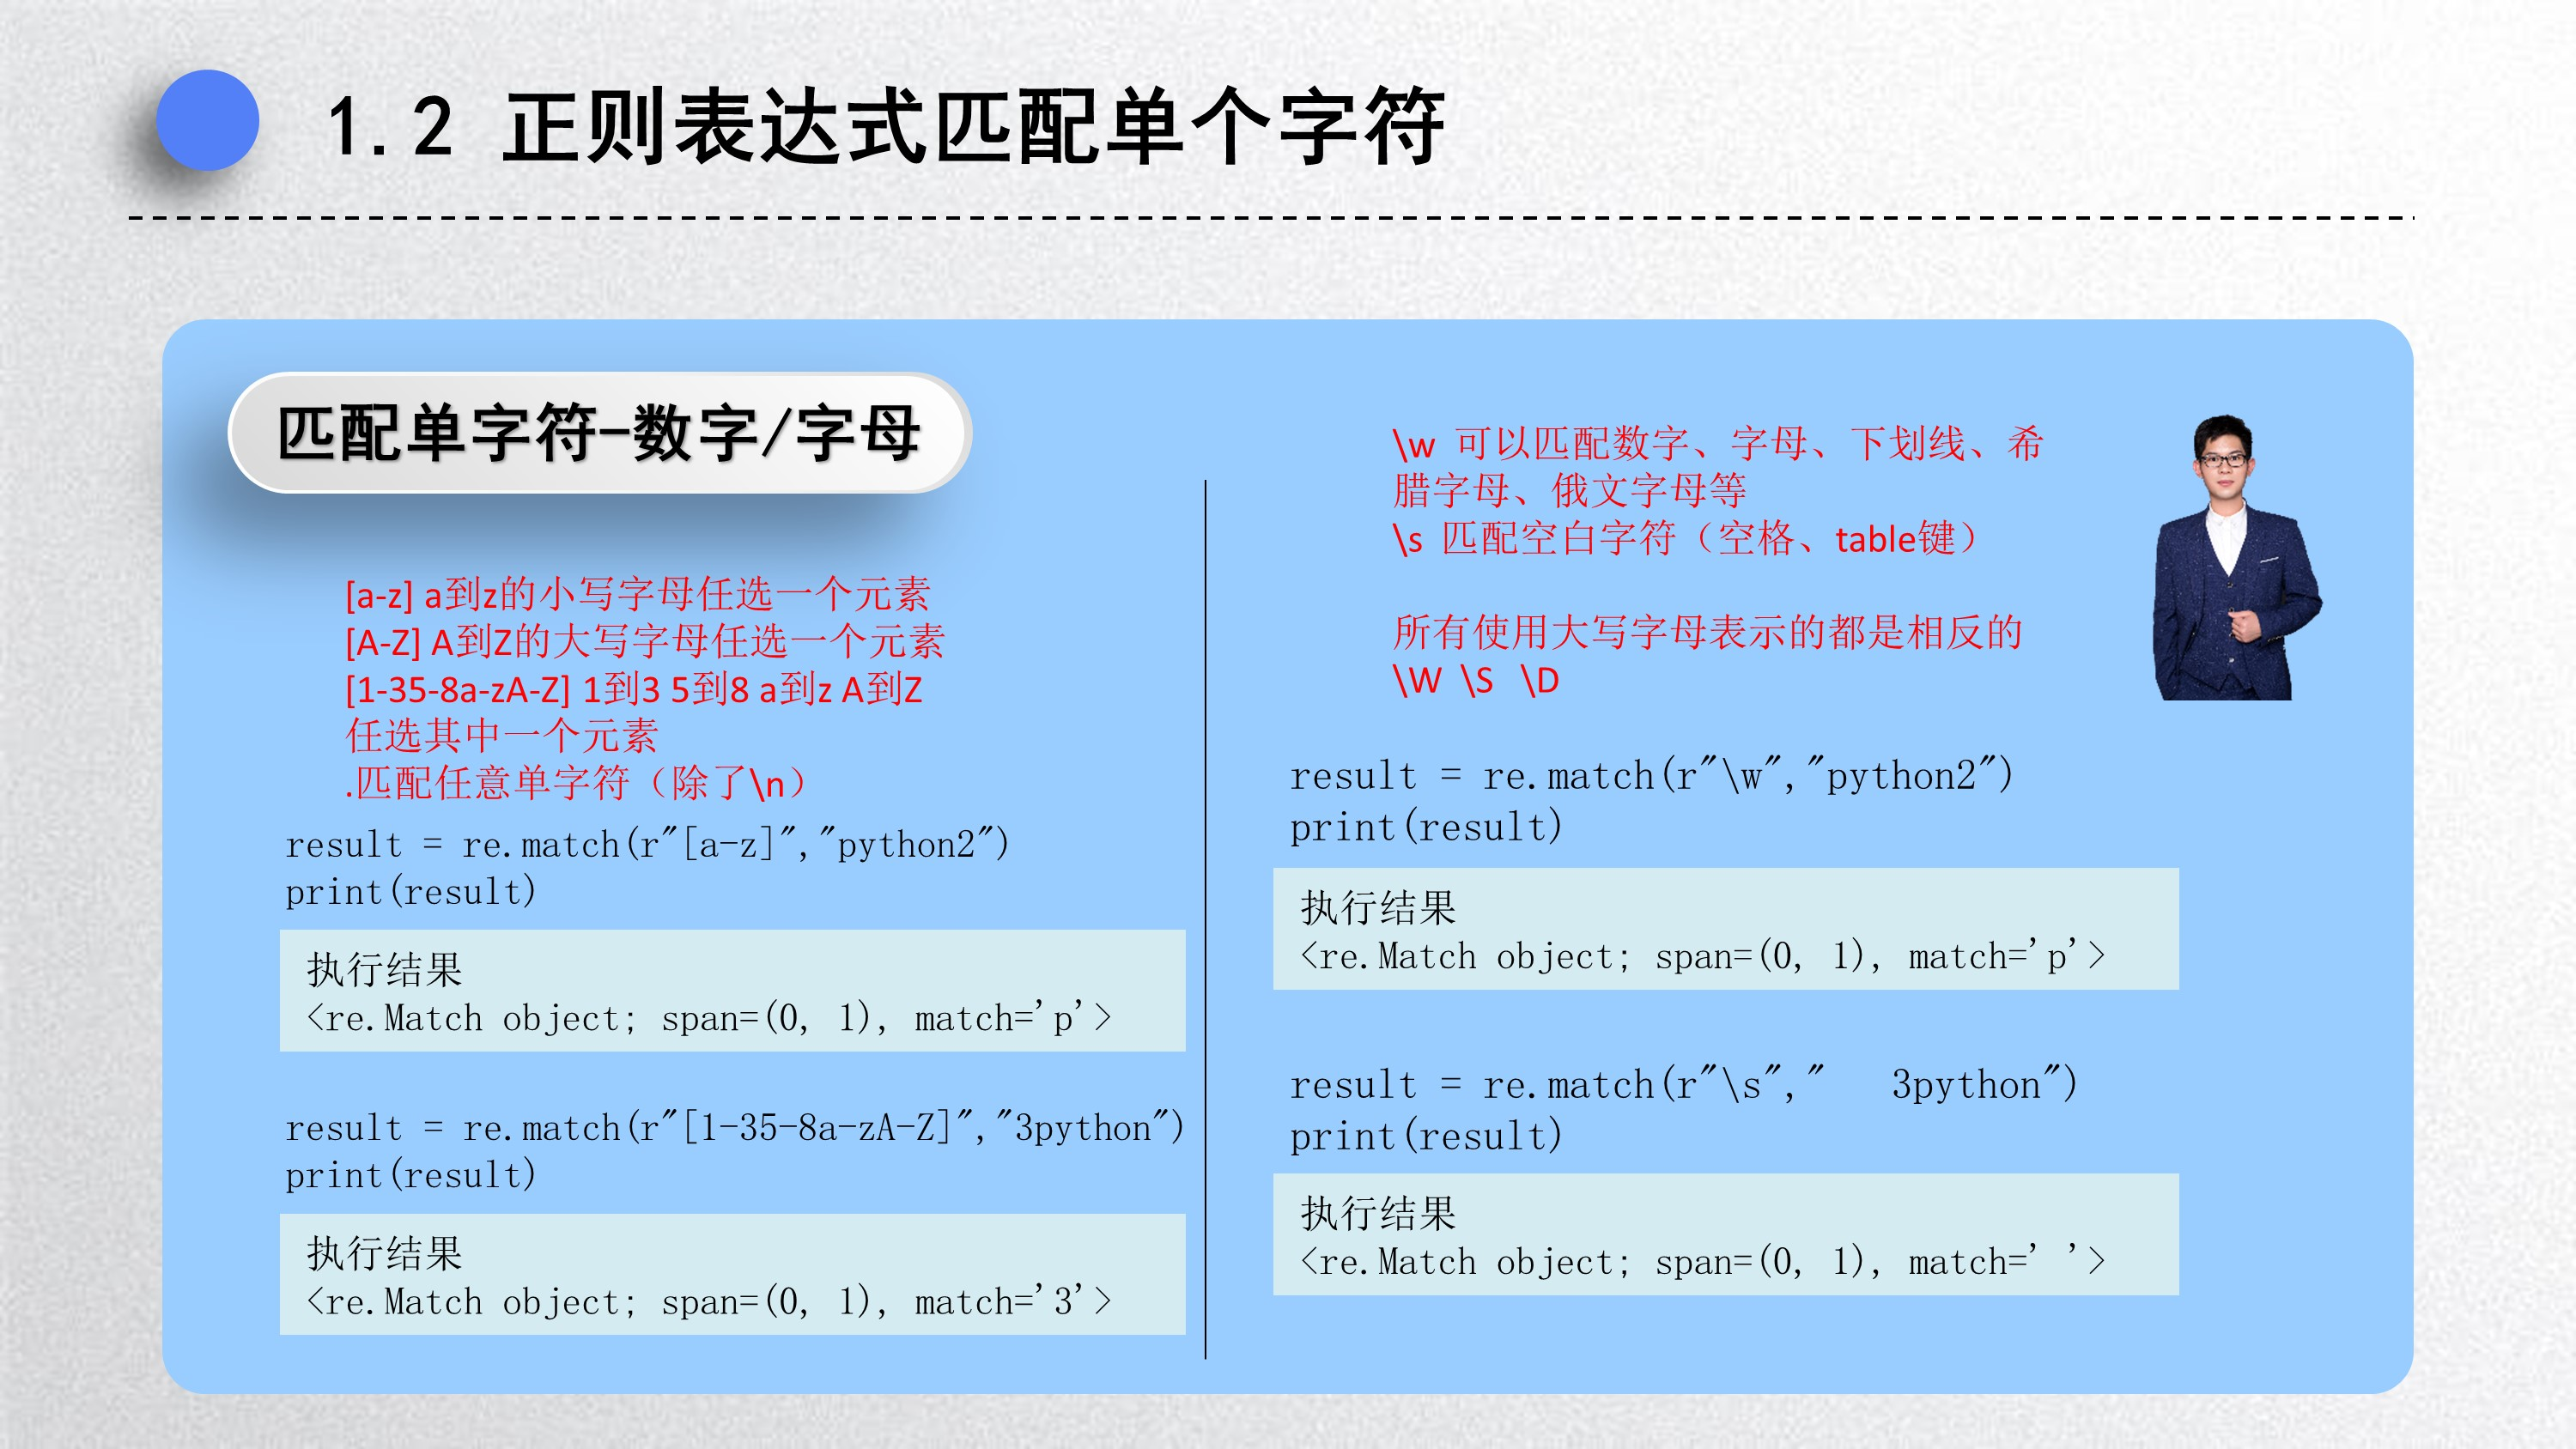 1.2 正则表达式匹配单个字符
匹配单字符-数字/字母
[a-z] a到z的小写字母任选一个元素
[A-Z] A到Z的大写字母任选一个元素
[1-35-8a-zA-Z] 1到3 5到8 a到z A到Z
任选其中一个元素
.匹配任意单字符（除了\n）
result = re.match(r"[a-z]","python2")
print(result)
执行结果
<re.Match object; span=(0, 1), match='p'>
result = re.match(r"[1-35-8a-zA-Z]","3python")
print(result)
执行结果
<re.Match object; span=(0, 1), match='3'>
\w 可以匹配数字、字母、下划线、希
腊字母、俄文字母等
\s 匹配空白字符（空格、table键）
所有使用大写字母表示的都是相反的
\W \S \D
result = re.match(r"\w","python2")
print(result)
执行结果
<re.Match object; span=(0, 1), match='p'>
result = re.match(r"\s","   3python")
print(result)
执行结果
<re.Match object; span=(0, 1), match=' '>